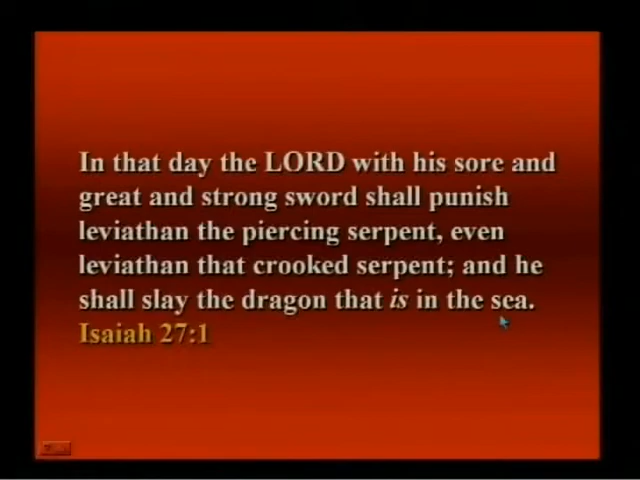 In that day the LORD with his sore and
great and strong sword shall punish
leviathan the piercing serpent, even
leviathan that crooked serpent; and he
shall slay the dragon that is in the sea.
Isaiah 27:1